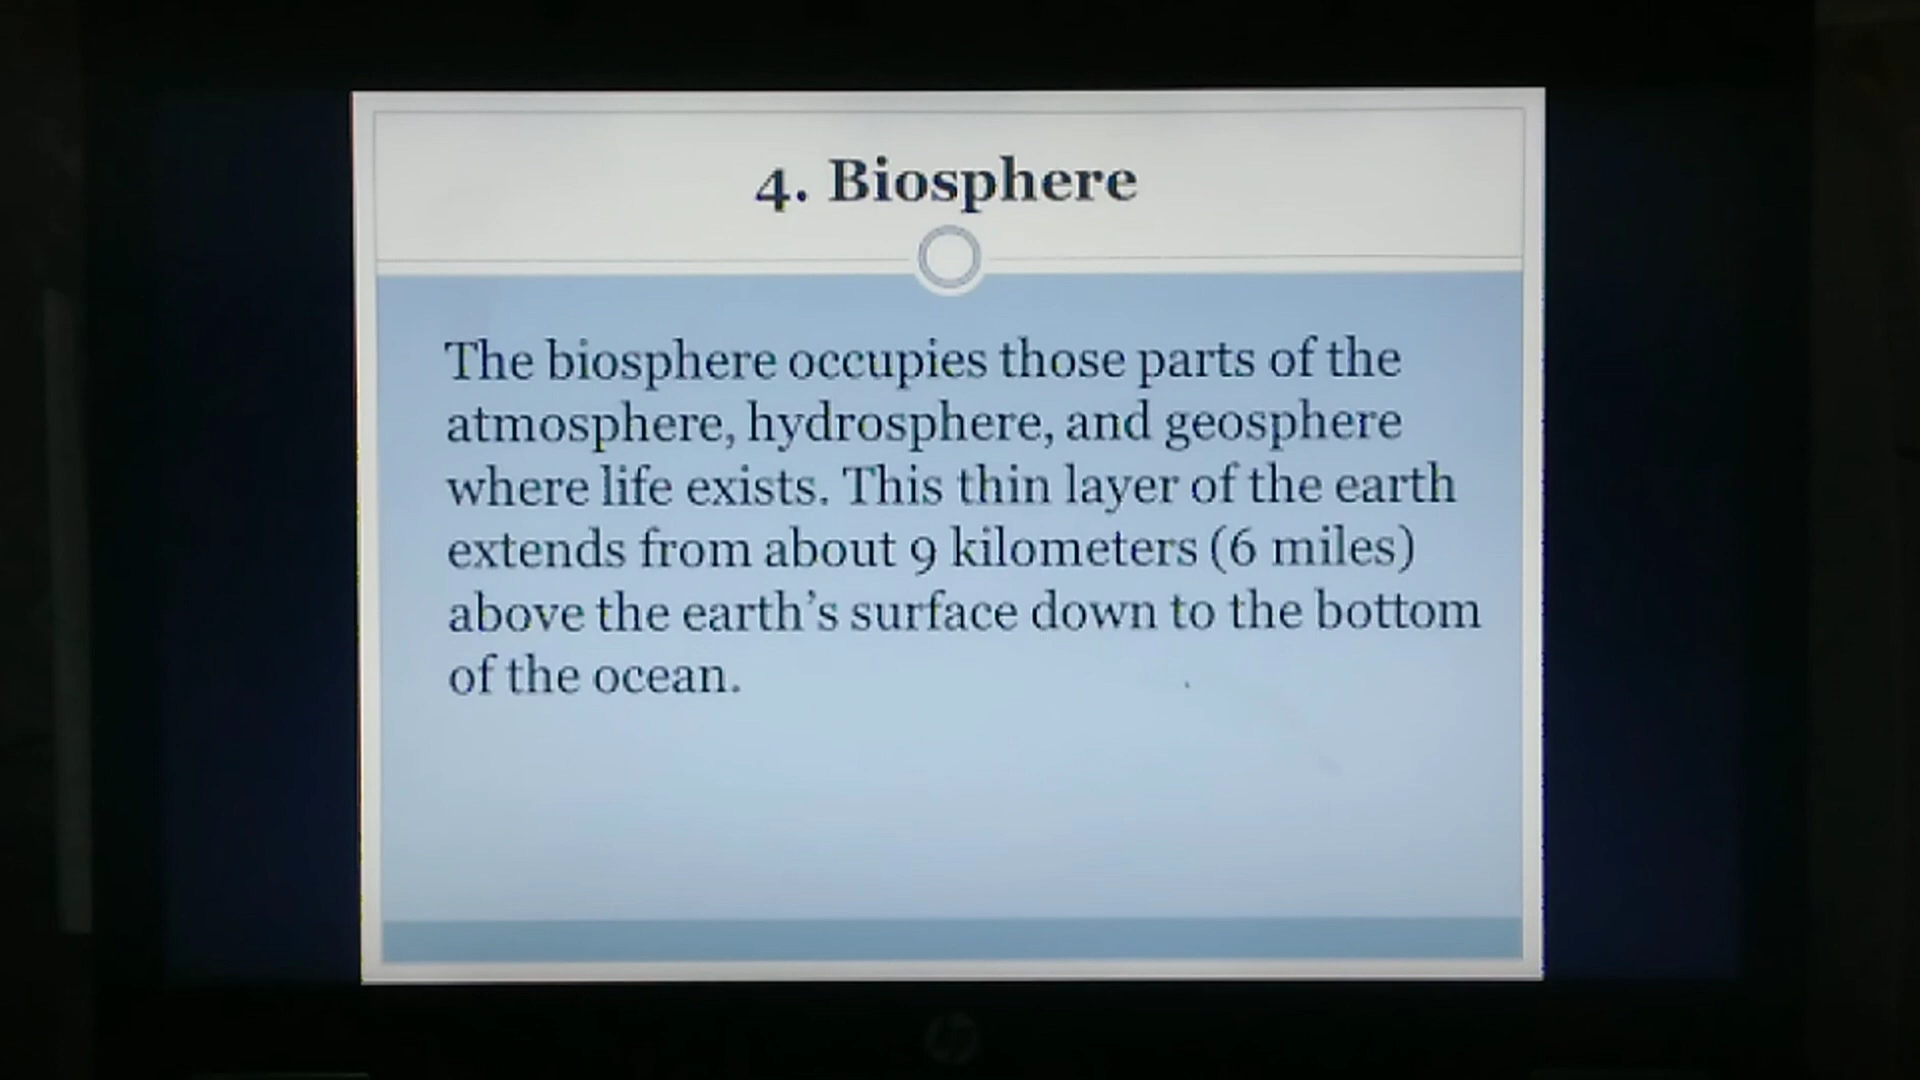 4. Biosphere
The biosphere occupies those parts of the
atmosphere, hydrosphere, and geosphere
where life exists. This thin layer of the earth
extends from about 9 kilometers (6 miles)
above the earth's surface down to the bottom
of the ocean.